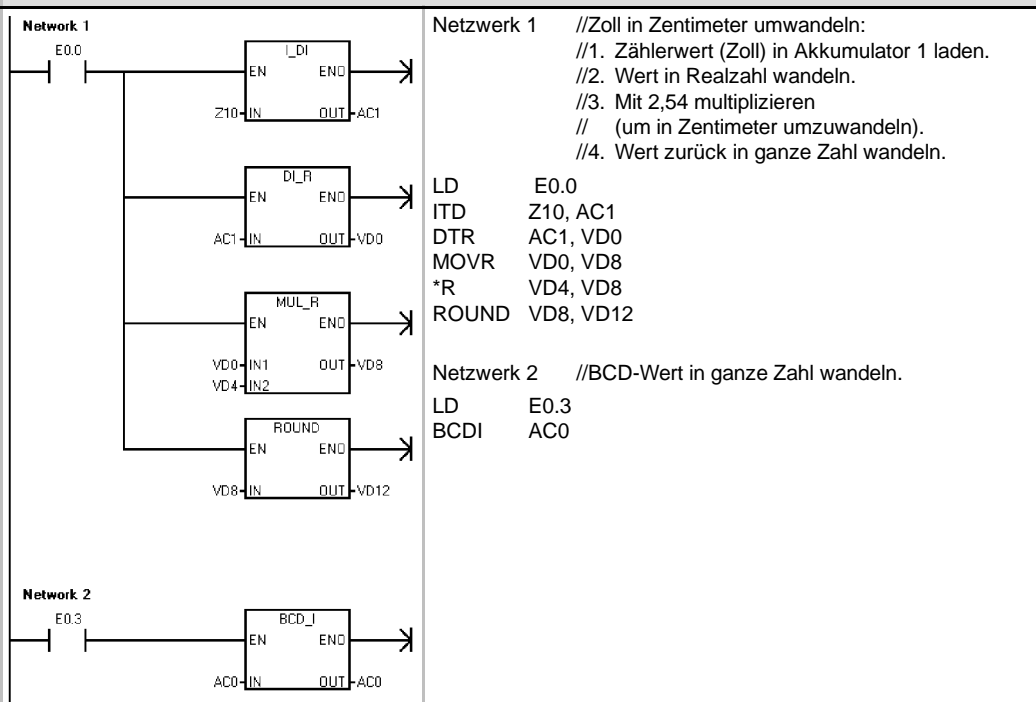 Network 1
E0.0
I_DI
EN ENO
Z10 IN OUT AC1
DI_R
EN ENO
AC1 IN OUT VD0
MUL_R
EN ENO
VD0 IN1 OUT VD8
VD4 IN2
ROUND
EN ENO
VD8 IN OUT VD12
Network 2
E0.3
BCD_I
EN ENO
AC0 IN OUT AC0
Netzwerk 1 //Zoll in Zentimeter umwandeln:
//1. Zählerwert (Zoll) in Akkumulator 1 laden.
//2. Wert in Realzahl wandeln.
//3. Mit 2,54 multiplizieren
// (um in Zentimeter umzuwandeln).
//4. Wert zurück in ganze Zahl wandeln.
LD E0.0
ITD Z10, AC1
DTR AC1, VD0
MOVR VD0, VD8
*R VD4, VD8
ROUND VD8, VD12
Netzwerk 2 //BCD-Wert in ganze Zahl wandeln.
LD E0.3
BCDI AC0